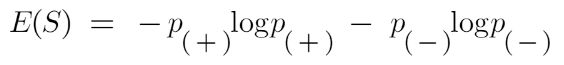 E(S) = − p₍₊₎logp₍₊₎ − p₍₋₎logp₍₋₎